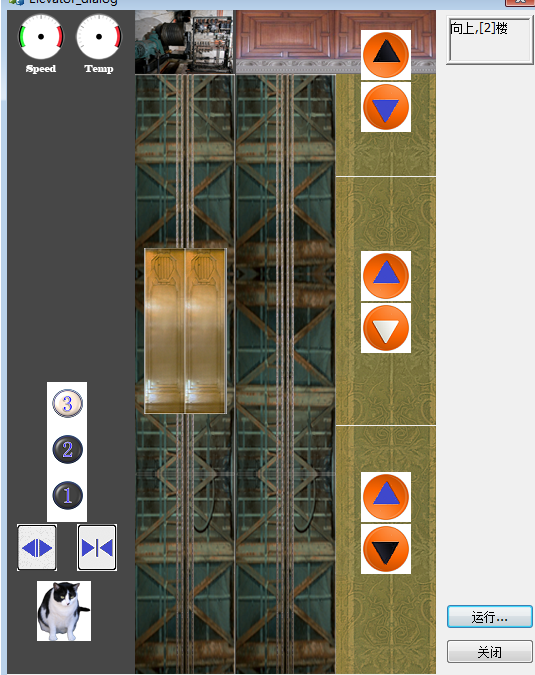 Elevator_dialog
Speed
Temp
向上,[2]楼
3
2
1
运行...
关闭